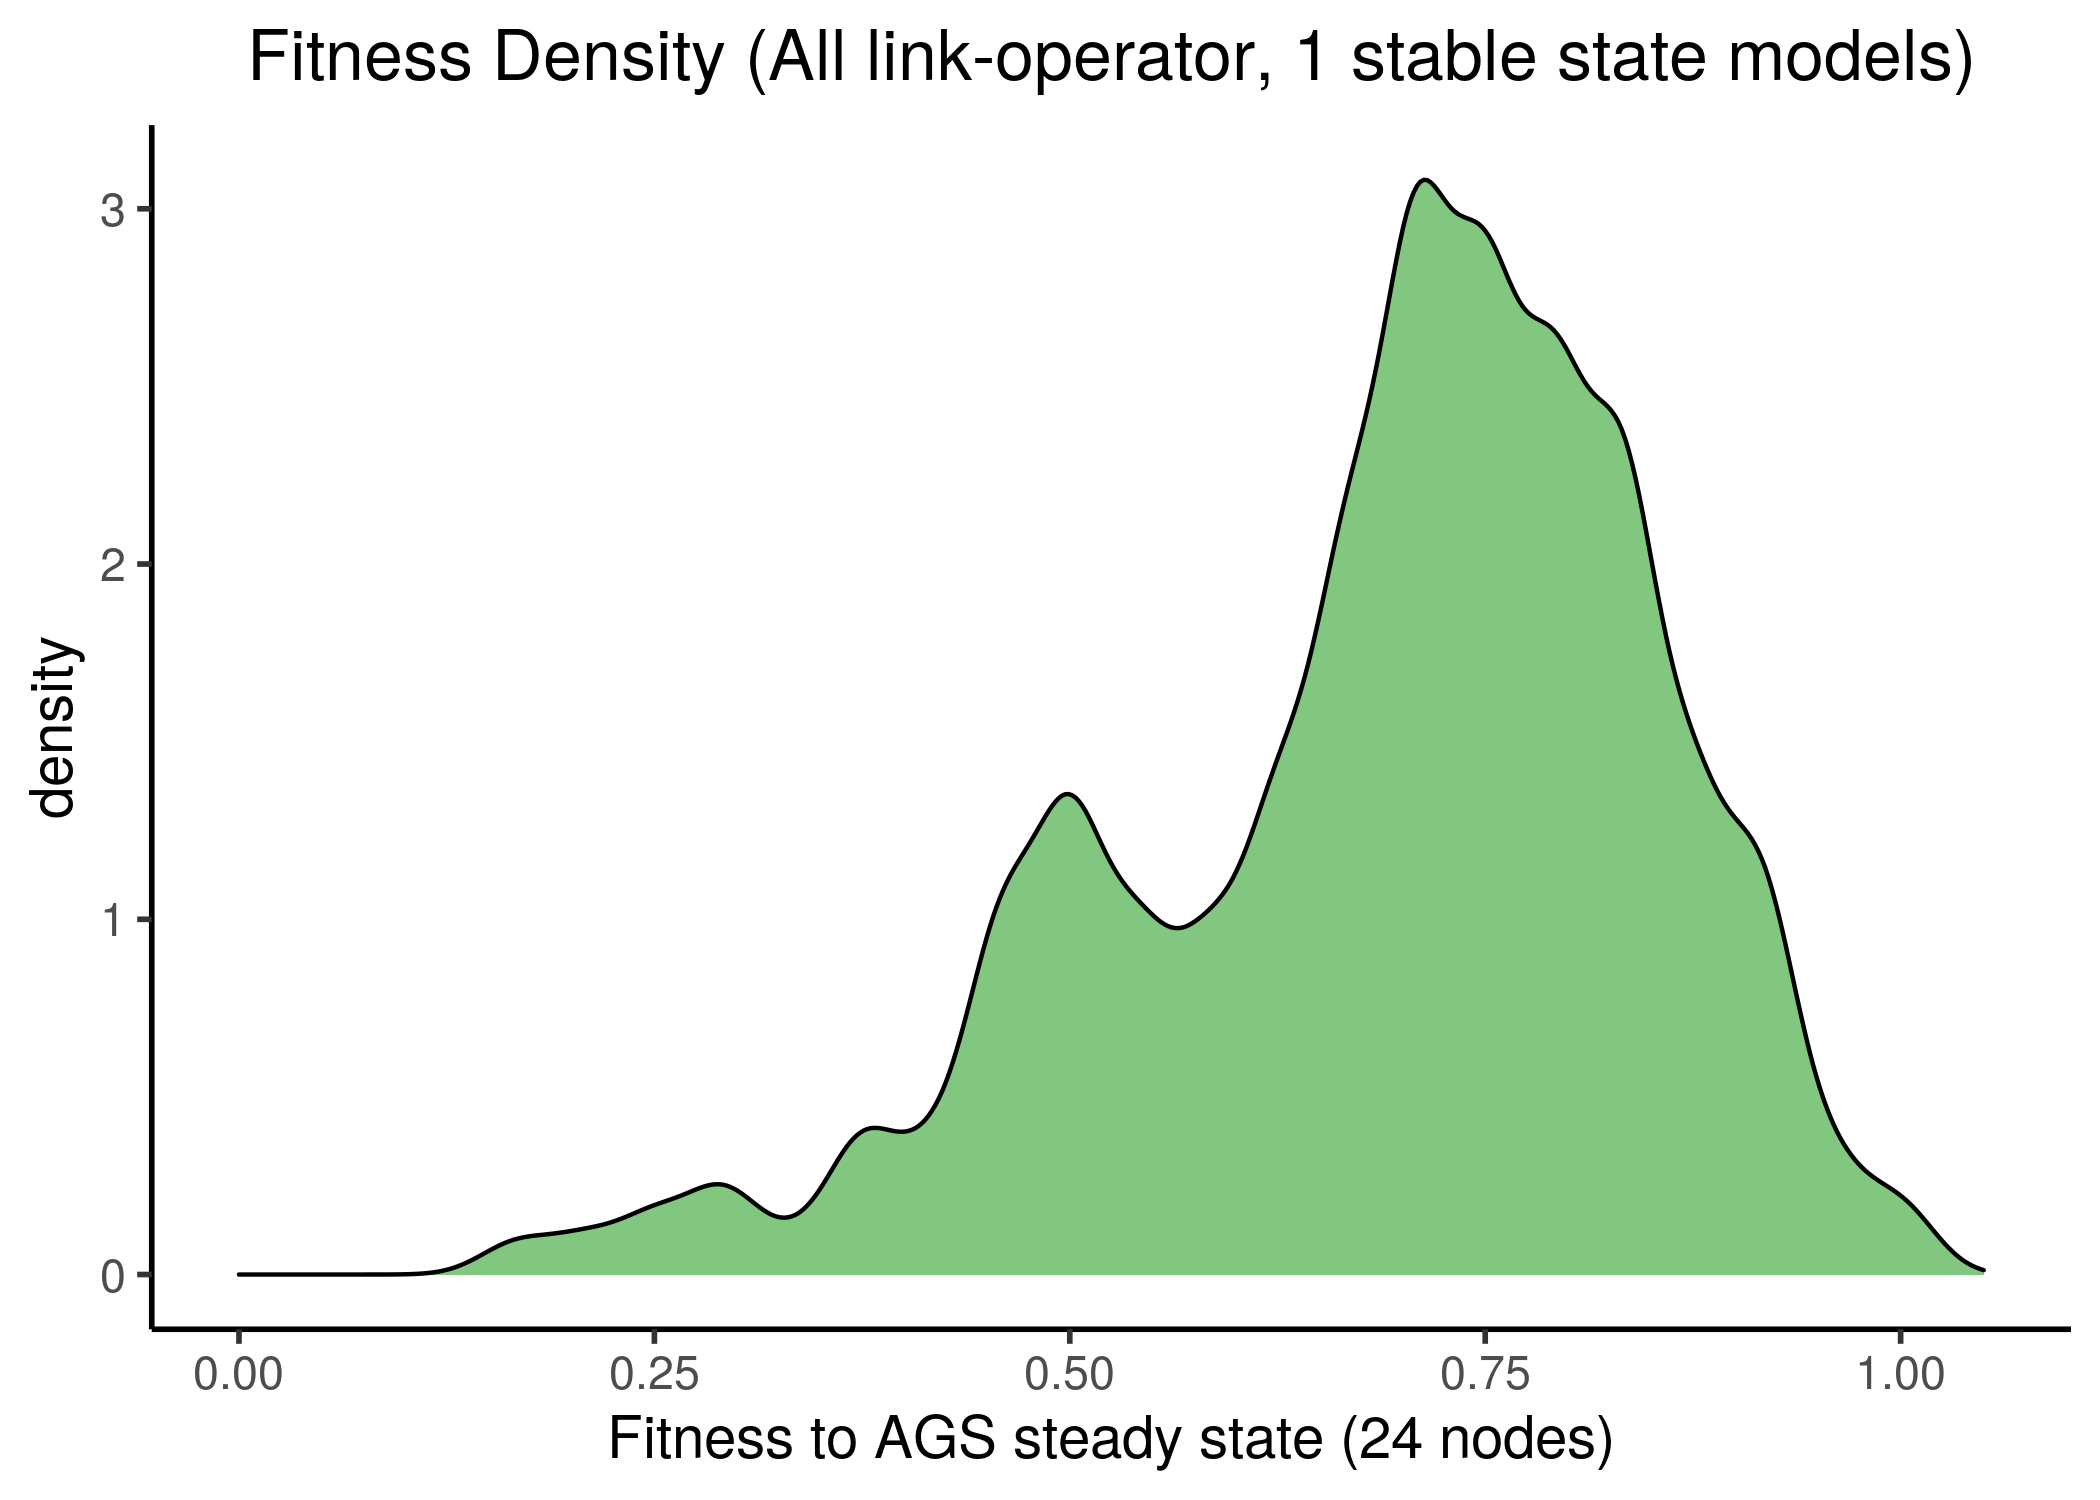 Fitness Density (All link-operator, 1 stable state models)
3
2
1
0
density
0.00 0.25 0.50 0.75 1.00
Fitness to AGS steady state (24 nodes)